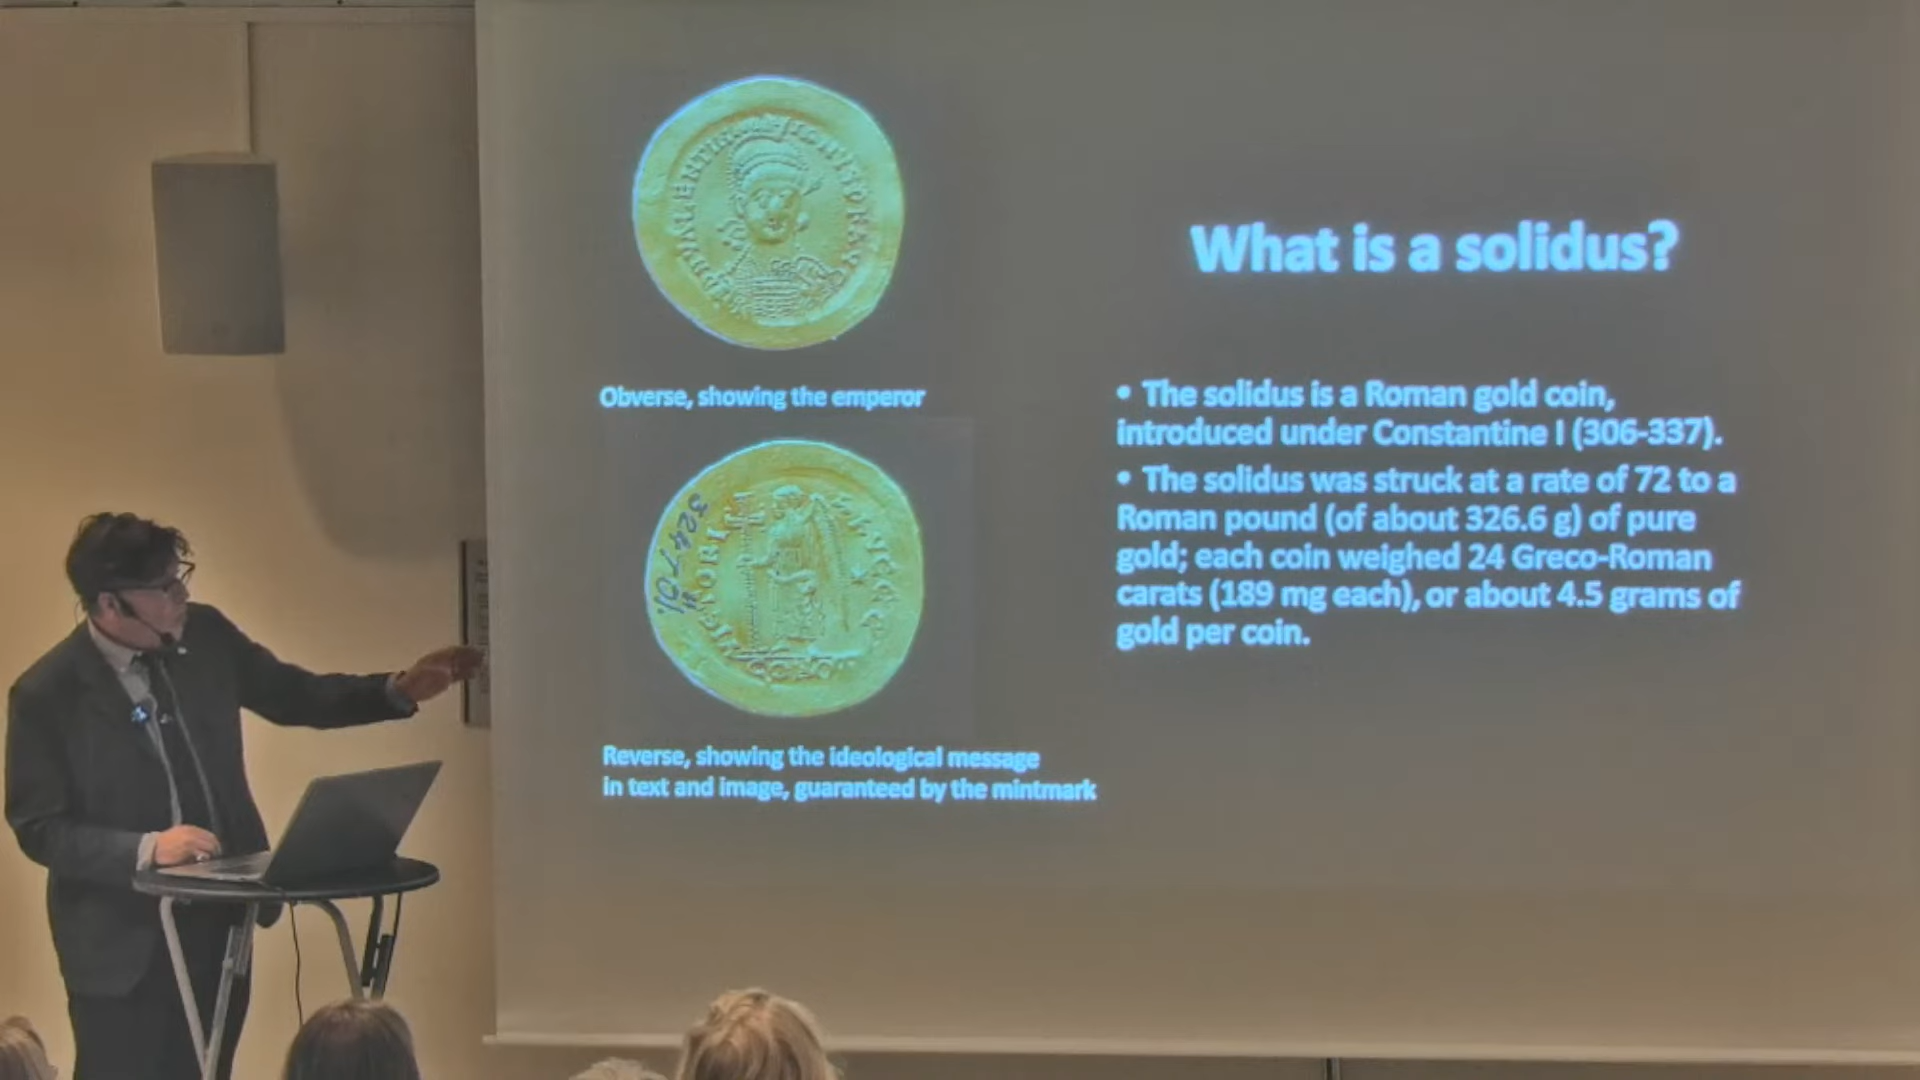 What is a solidus?
Obverse, showing the emperor
Reverse, showing the ideological message
in text and image, guaranteed by the mintmark
• The solidus is a Roman gold coin,
introduced under Constantine I (306-337).
• The solidus was struck at a rate of 72 to a
Roman pound (of about 326.6 g) of pure
gold; each coin weighed 24 Greco-Roman
carats (189 mg each), or about 4.5 grams of
gold per coin.